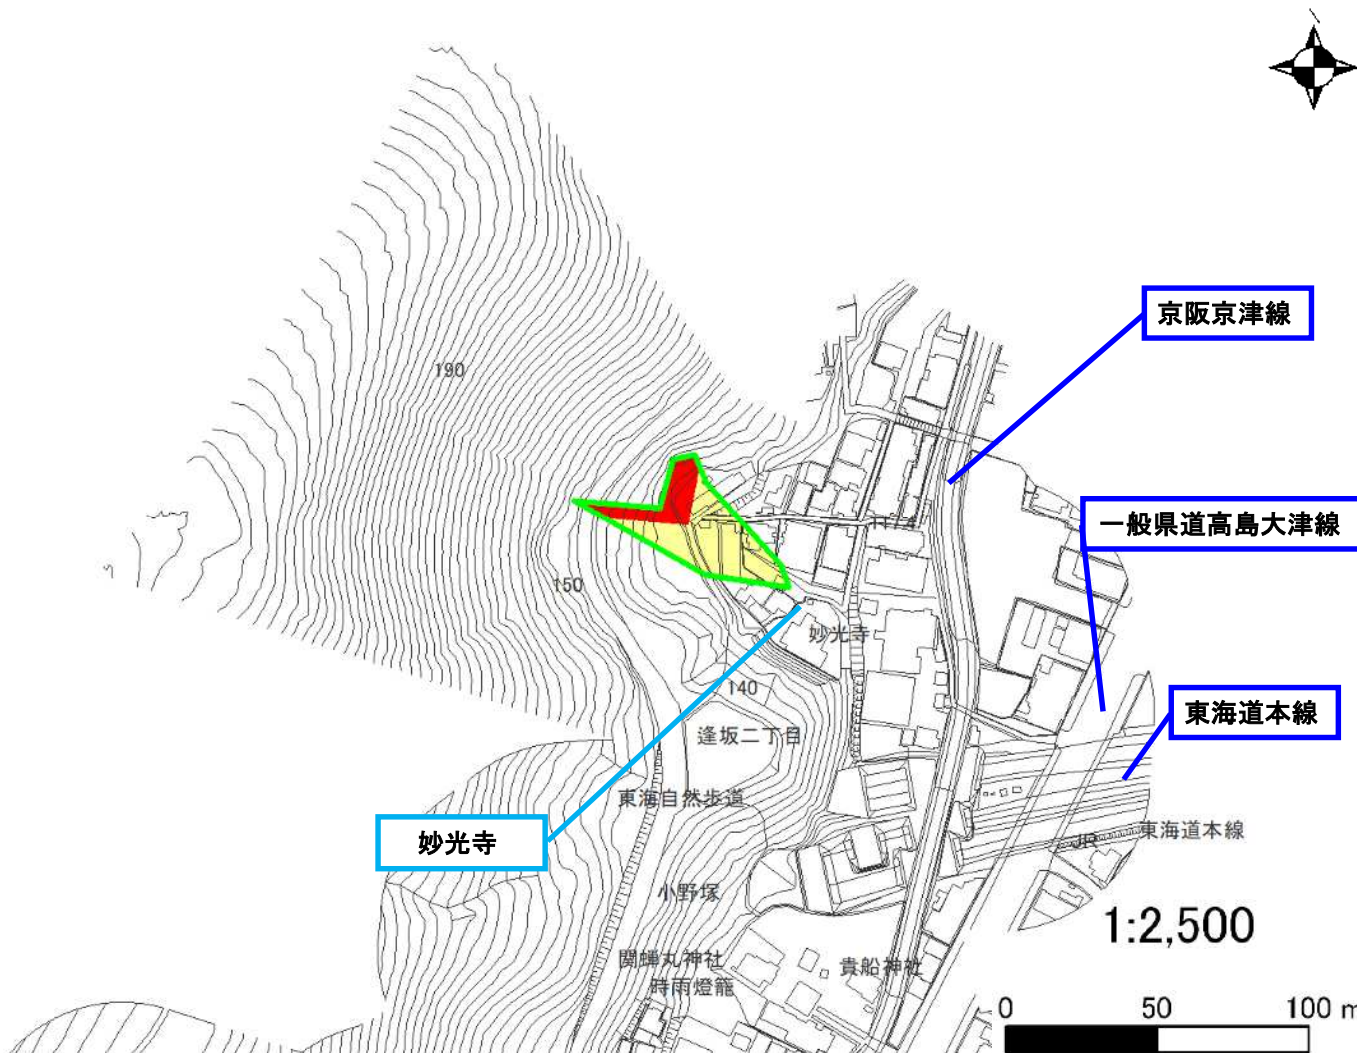 京阪京津線
190
一般県道高島大津線
150
妙光寺
140
東海道本線
逢坂二丁目
東海自然歩道
妙光寺
JR
東海道本線
小野塚
1:2,500
関蝉丸神社
時雨燈籠
貴船神社
0 50 100 m